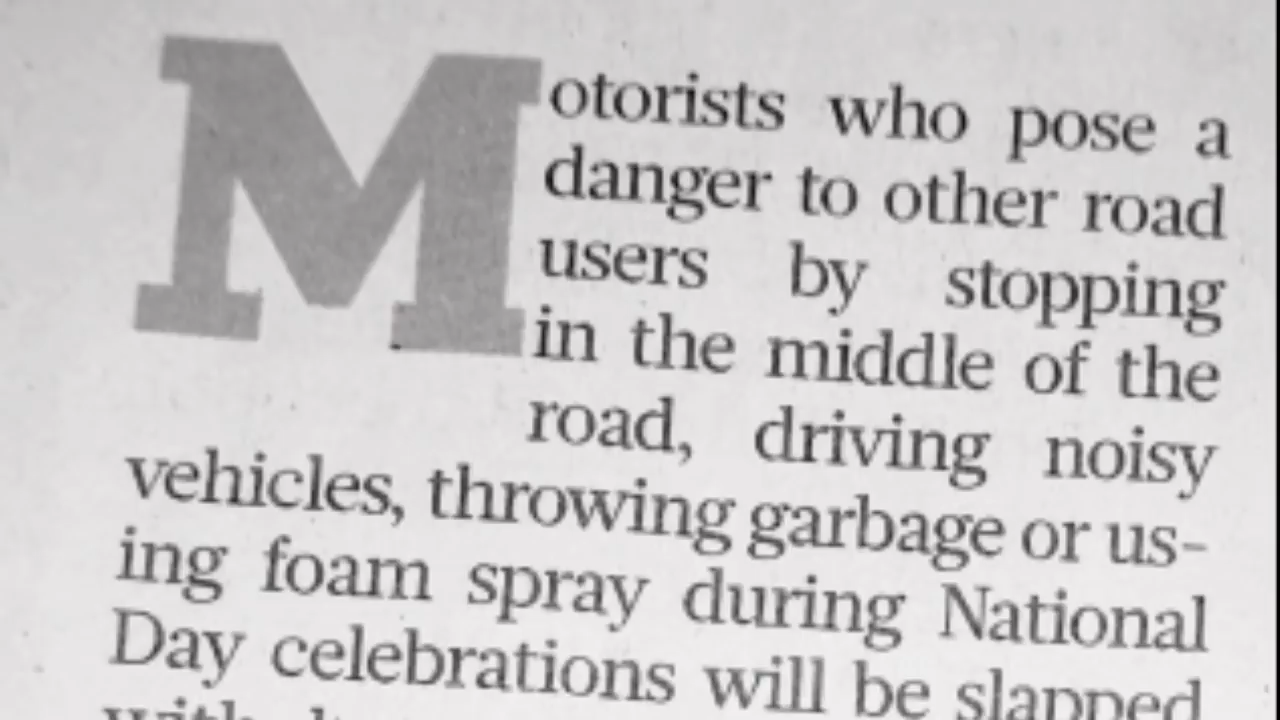 Motorists who pose a
danger to other road
users by stopping
in the middle of the
road, driving noisy
vehicles, throwing garbage or us-
ing foam spray during National
Day celebrations will be slapped
with